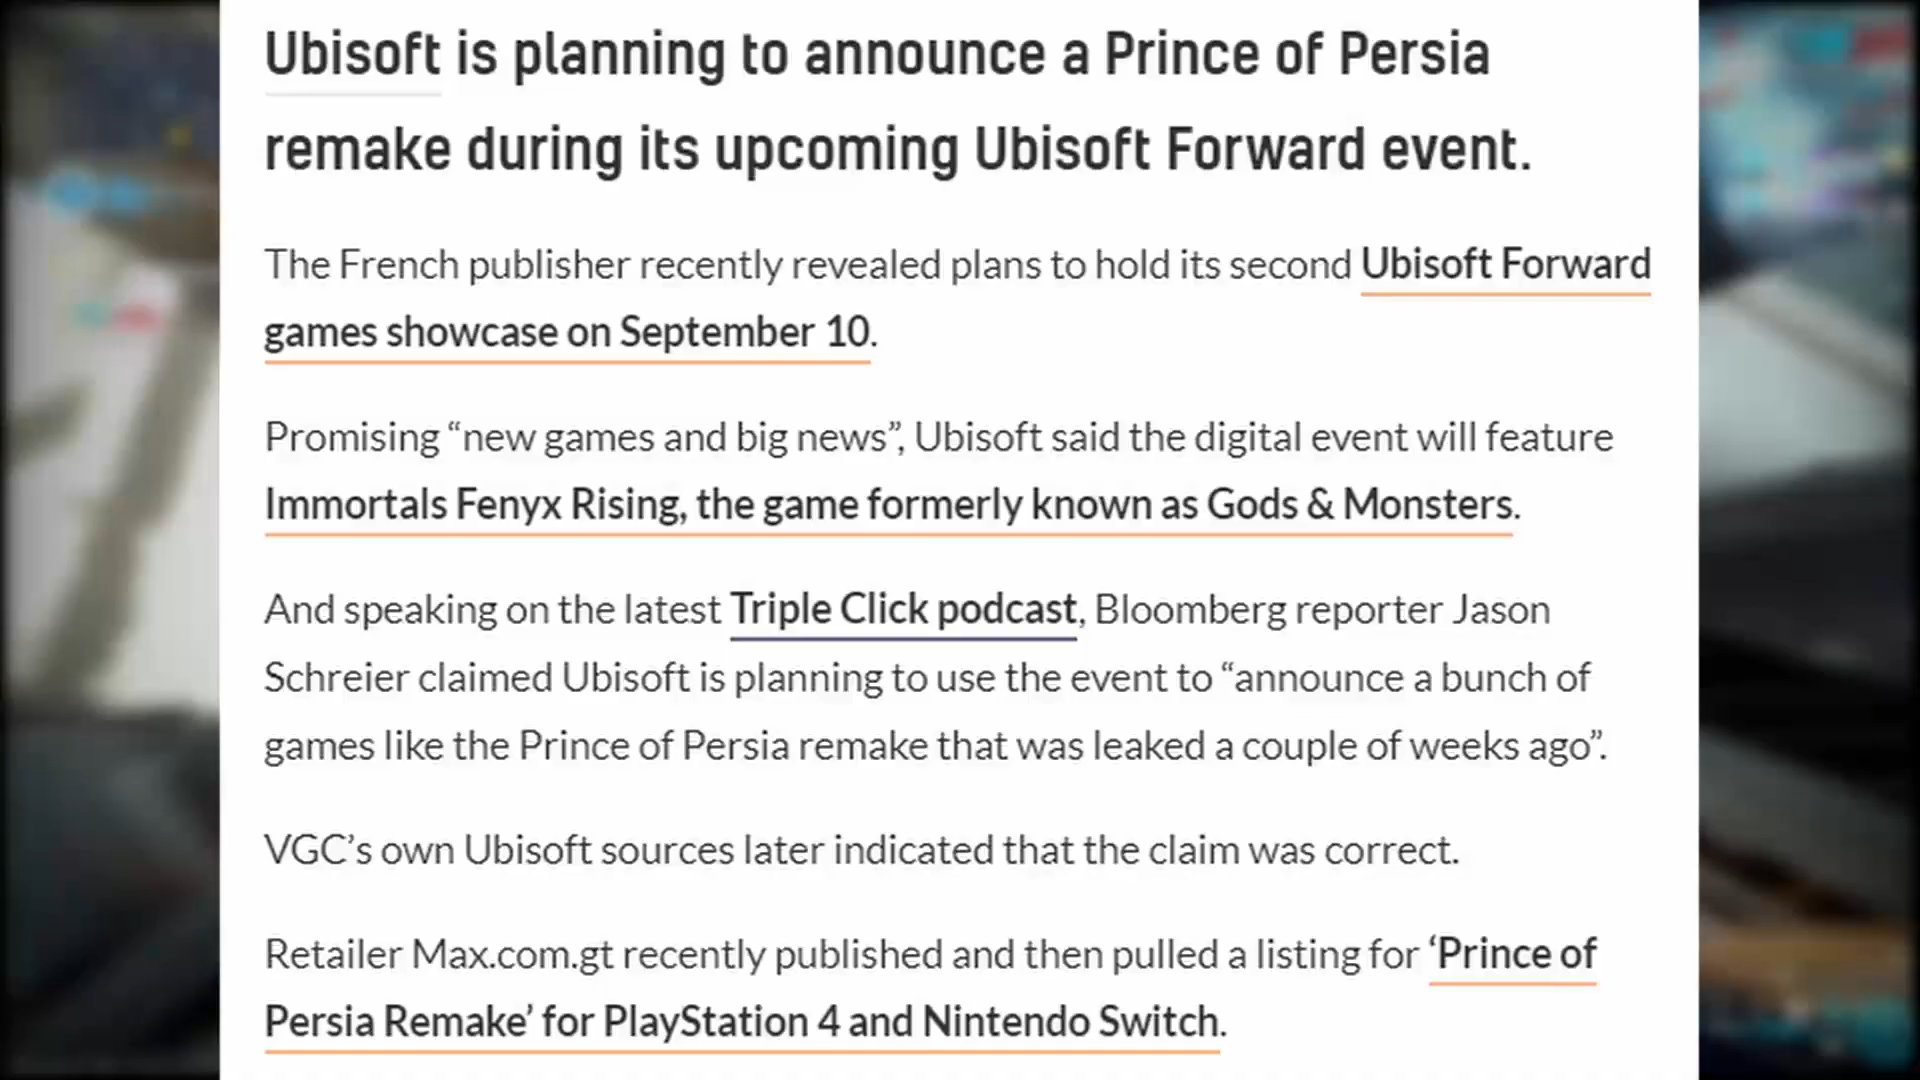 Ubisoft is planning to announce a Prince of Persia
remake during its upcoming Ubisoft Forward event.
The French publisher recently revealed plans to hold its second Ubisoft Forward
games showcase on September 10.
Promising “new games and big news”, Ubisoft said the digital event will feature
Immortals Fenyx Rising, the game formerly known as Gods & Monsters.
And speaking on the latest Triple Click podcast, Bloomberg reporter Jason
Schreier claimed Ubisoft is planning to use the event to “announce a bunch of
games like the Prince of Persia remake that was leaked a couple of weeks ago”.
VGC’s own Ubisoft sources later indicated that the claim was correct.
Retailer Max.com.gt recently published and then pulled a listing for ‘Prince of
Persia Remake’ for PlayStation 4 and Nintendo Switch.